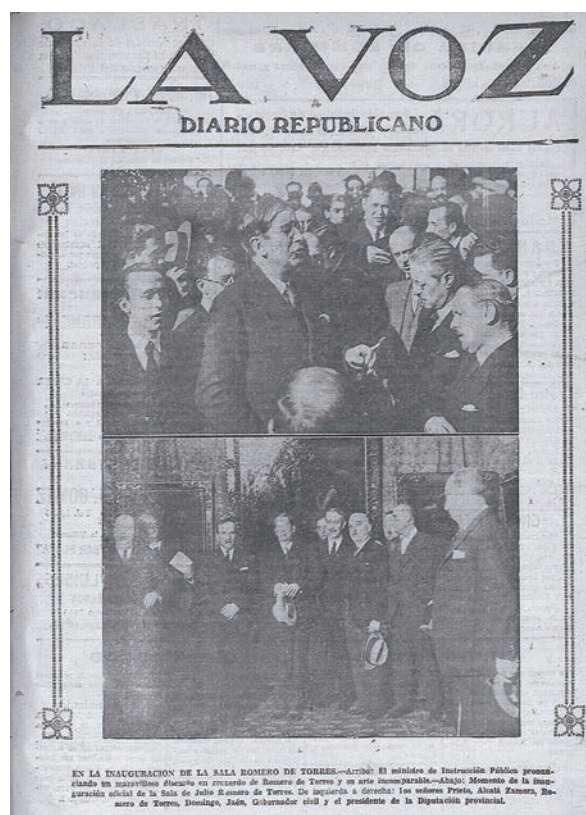 LA VOZ
DIARIO REPUBLICANO
EN LA INAUGURACION DE LA SALA ROMERO DE TORRES.—Arriba: El ministro de Instrucción Pública pronun-
ciando un maravilloso discurso en recuerdo de Romero de Torres y su arte incomparable.—Abajo: Momento de la inau-
guración oficial de la Sala de Julio Romero de Torres. De izquierda a derecha: los señores Prieto, Alcalá Zamora, Ro-
mero de Torres, Domingo, Jaén, Gobernador civil y el presidente de la Diputación provincial.